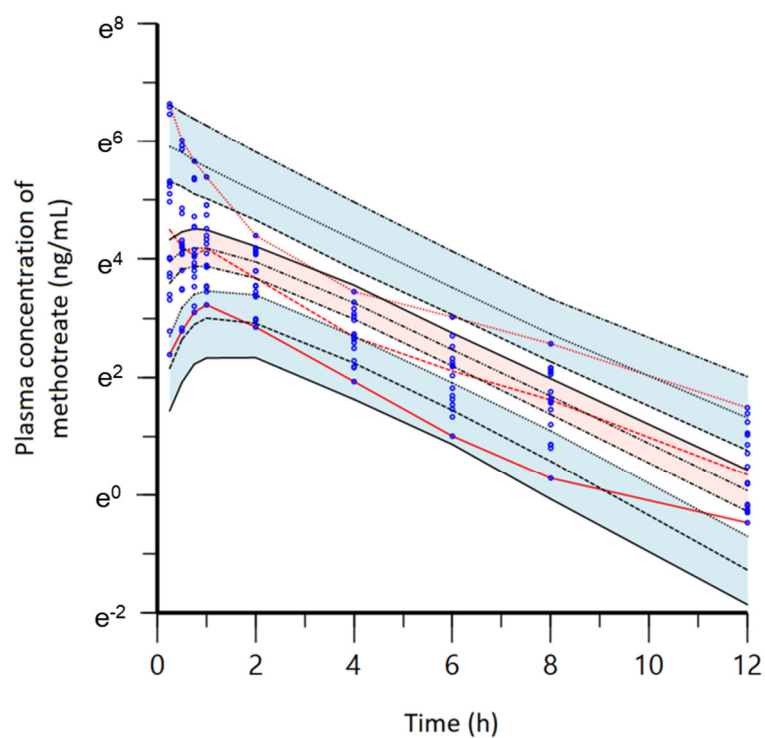 e⁸
e⁶
e⁴
e²
e⁰
e⁻²
Plasma concentration of
methotreate (ng/mL)
0 2 4 6 8 10 12
Time (h)